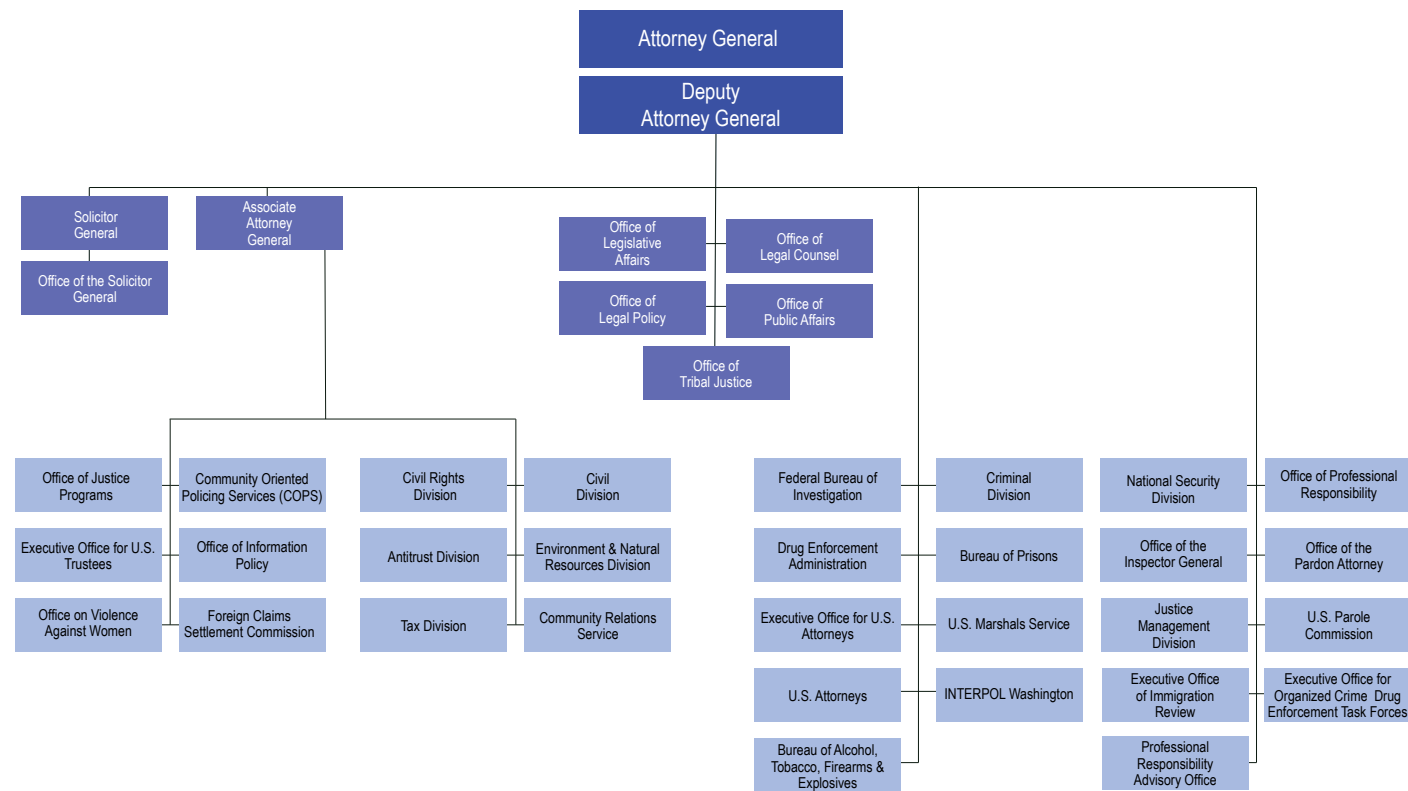 Attorney General
Deputy
Attorney General
Solicitor
General
Office of the Solicitor
General
Associate
Attorney
General
Office of
Legislative
Affairs
Office of
Legal Counsel
Office of
Legal Policy
Office of
Public Affairs
Office of
Tribal Justice
Office of Justice
Programs
Community Oriented
Policing Services (COPS)
Executive Office for U.S.
Trustees
Office of Information
Policy
Office on Violence
Against Women
Foreign Claims
Settlement Commission
Civil Rights
Division
Civil
Division
Antitrust Division
Environment & Natural
Resources Division
Tax Division
Community Relations
Service
Federal Bureau of
Investigation
Criminal
Division
Drug Enforcement
Administration
Bureau of Prisons
Executive Office for U.S.
Attorneys
U.S. Marshals Service
U.S. Attorneys
INTERPOL Washington
Bureau of Alcohol,
Tobacco, Firearms &
Explosives
National Security
Division
Office of Professional
Responsibility
Office of the
Inspector General
Office of the
Pardon Attorney
Justice
Management
Division
U.S. Parole
Commission
Executive Office
of Immigration
Review
Executive Office for
Organized Crime Drug
Enforcement Task Forces
Professional
Responsibility
Advisory Office